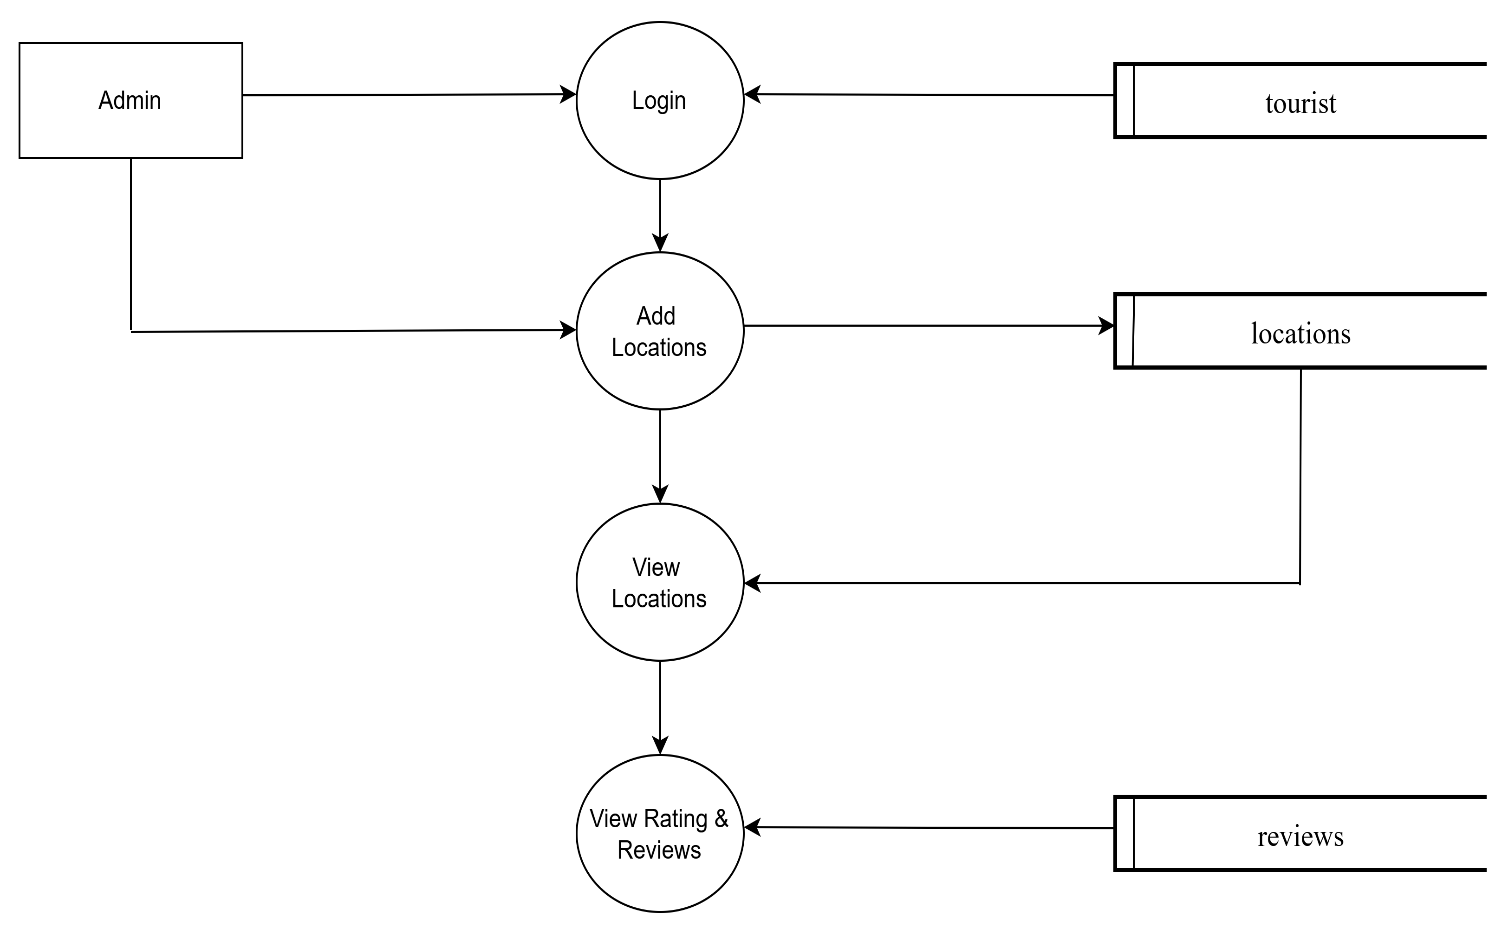 Admin
Login
tourist
Add
Locations
locations
View
Locations
View Rating &
Reviews
reviews